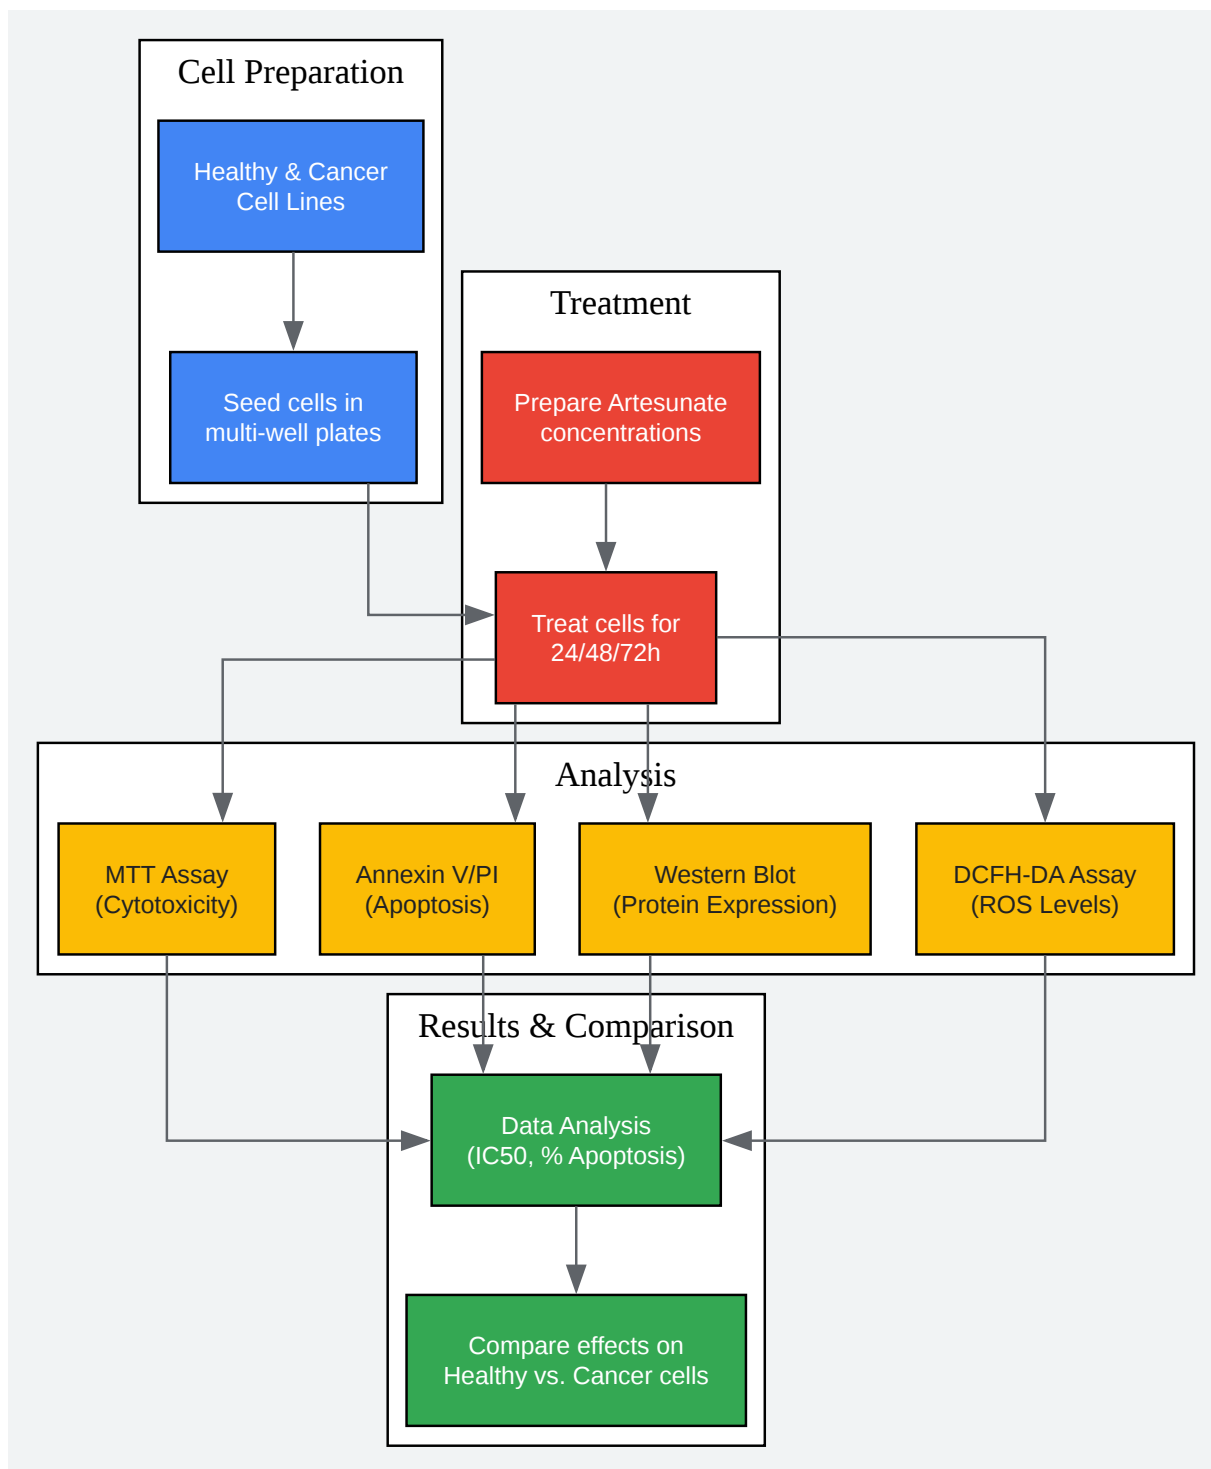 Cell Preparation
Healthy & Cancer
Cell Lines
Seed cells in
multi-well plates
Treatment
Prepare Artesunate
concentrations
Treat cells for
24/48/72h
Analysis
MTT Assay
(Cytotoxicity)
Annexin V/PI
(Apoptosis)
Western Blot
(Protein Expression)
DCFH-DA Assay
(ROS Levels)
Results & Comparison
Data Analysis
(IC50, % Apoptosis)
Compare effects on
Healthy vs. Cancer cells